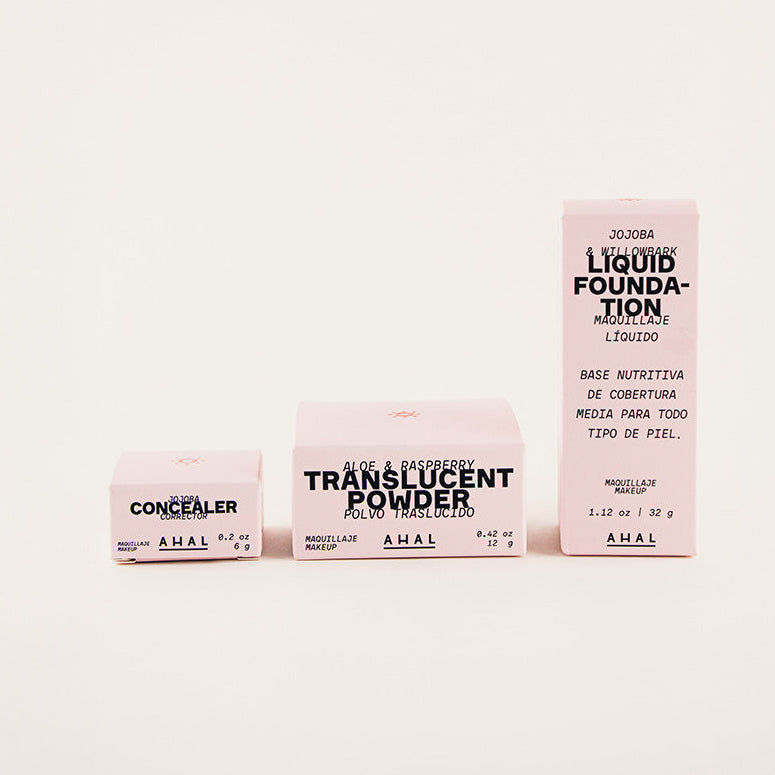 JOJOBA
CONCEALER
CORRECTOR
MAQUILLAJE
MAKEUP
AHAL
0.2 oz
6 g
ALOE & RASPBERRY
TRANSLUCENT
POWDER
POLVO TRASLÚCIDO
MAQUILLAJE
MAKEUP
AHAL
0.42 oz
12 g
JOJOBA
& WILLOWBARK
LIQUID
FOUNDA-
TION
MAQUILLAJE
LÍQUIDO
BASE NUTRITIVA
DE COBERTURA
MEDIA PARA TODO
TIPO DE PIEL.
MAQUILLAJE
MAKEUP
1.12 oz | 32 g
AHAL